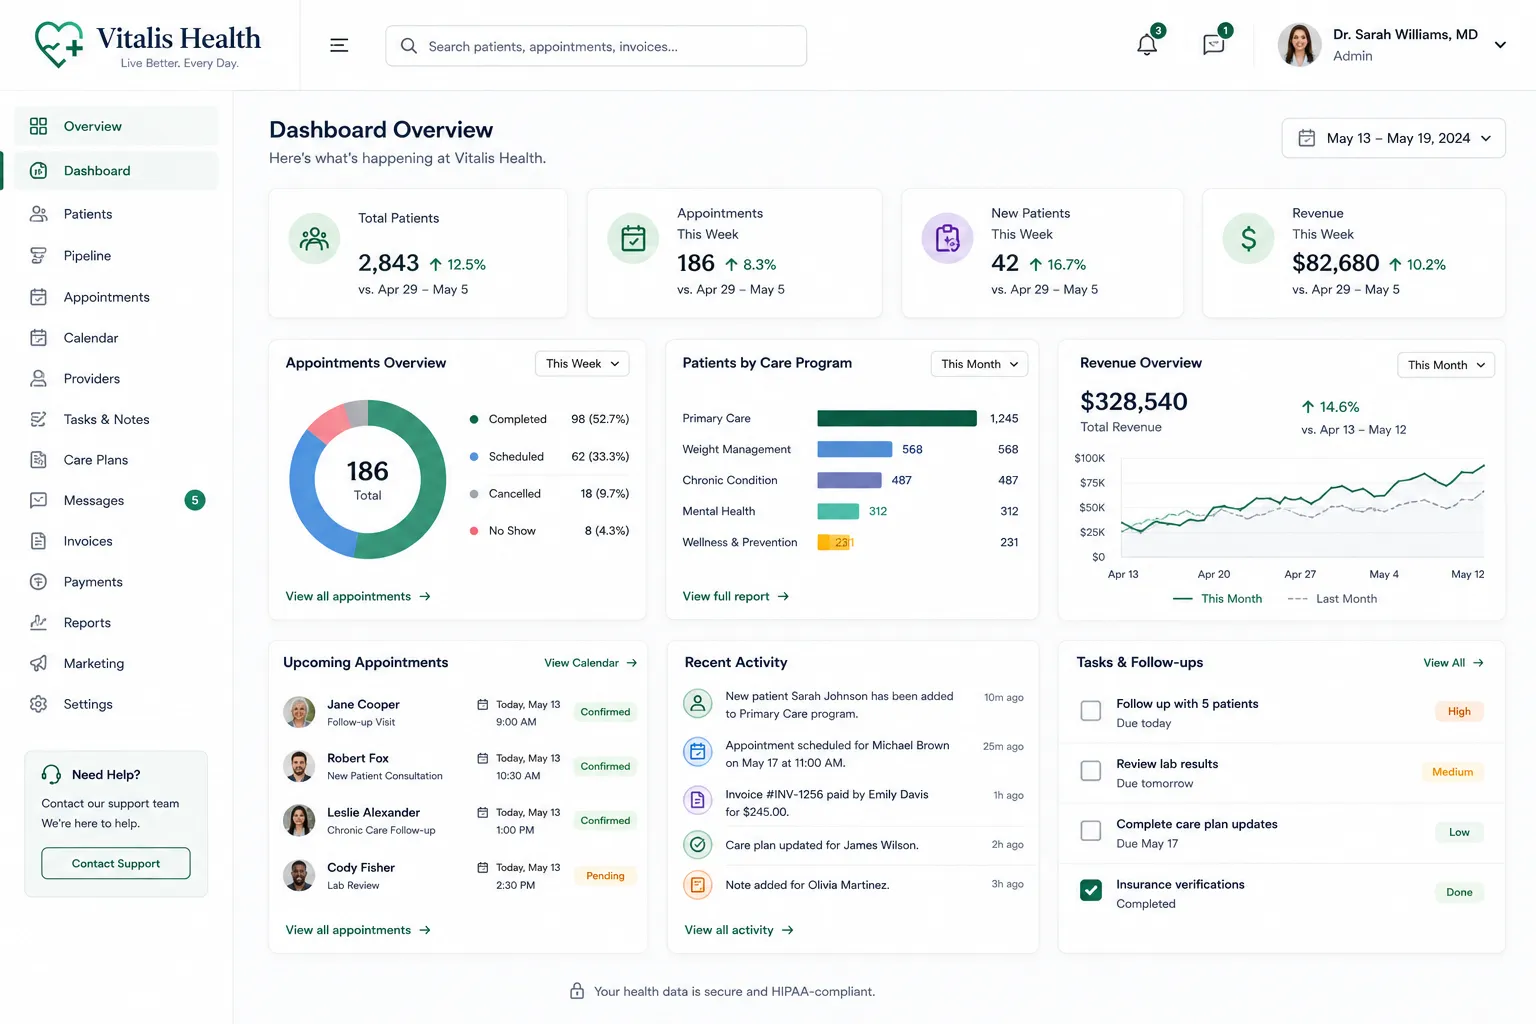 Vitalis Health
Live Better. Every Day.
Search patients, appointments, invoices...
3
1
Dr. Sarah Williams, MD
Admin
Overview
Dashboard
Patients
Pipeline
Appointments
Calendar
Providers
Tasks & Notes
Care Plans
Messages
5
Invoices
Payments
Reports
Marketing
Settings
Need Help?
Contact our support team
We're here to help.
Contact Support
Dashboard Overview
Here's what's happening at Vitalis Health.
May 13 – May 19, 2024
Total Patients
2,843 ↑ 12.5%
vs. Apr 29 – May 5
Appointments
This Week
186 ↑ 8.3%
vs. Apr 29 – May 5
New Patients
This Week
42 ↑ 16.7%
vs. Apr 29 – May 5
Revenue
This Week
$82,680 ↑ 10.2%
vs. Apr 29 – May 5
Appointments Overview
This Week
186
Total
Completed 98 (52.7%)
Scheduled 62 (33.3%)
Cancelled 18 (9.7%)
No Show 8 (4.3%)
View all appointments →
Patients by Care Program
This Month
Primary Care 1,245
Weight Management 568 568
Chronic Condition 487 487
Mental Health 312 312
Wellness & Prevention 231 231
View full report →
Revenue Overview
This Month
$328,540
Total Revenue
↑ 14.6%
vs. Apr 13 – May 12
$100K
$75K
$50K
$25K
$0
Apr 13 Apr 20 Apr 27 May 4 May 12
This Month Last Month
Upcoming Appointments
View Calendar →
Jane Cooper
Follow-up Visit
Today, May 13
9:00 AM
Confirmed
Robert Fox
New Patient Consultation
Today, May 13
10:30 AM
Confirmed
Leslie Alexander
Chronic Care Follow-up
Today, May 13
1:00 PM
Confirmed
Cody Fisher
Lab Review
Today, May 13
2:30 PM
Pending
View all appointments →
Recent Activity
New patient Sarah Johnson has been added
to Primary Care program.
10m ago
Appointment scheduled for Michael Brown
on May 17 at 11:00 AM.
25m ago
Invoice #INV-1256 paid by Emily Davis
for $245.00.
1h ago
Care plan updated for James Wilson.
2h ago
Note added for Olivia Martinez.
3h ago
View all activity →
Tasks & Follow-ups
View All →
Follow up with 5 patients
Due today
High
Review lab results
Due tomorrow
Medium
Complete care plan updates
Due May 17
Low
Insurance verifications
Completed
Done
Your health data is secure and HIPAA-compliant.